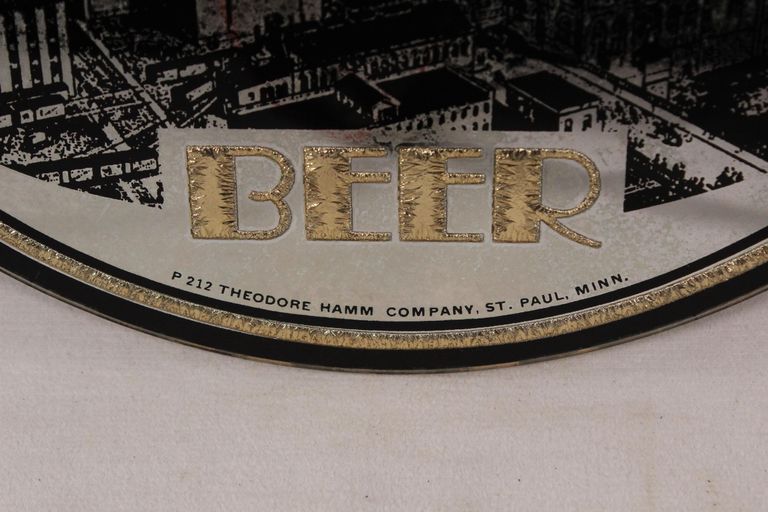 BEER
P 212 THEODORE HAMM COMPANY, ST. PAUL, MINN.